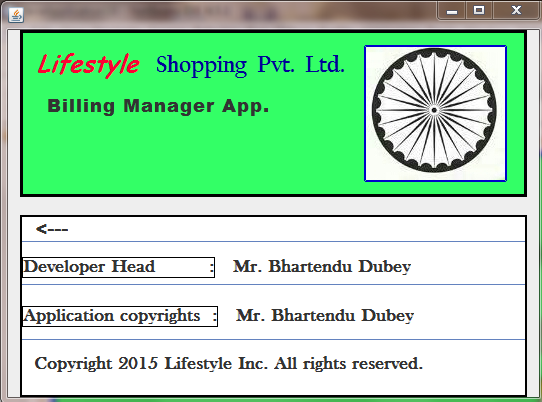 Lifestyle Shopping Pvt. Ltd.
Billing Manager App.
<---
Developer Head : Mr. Bhartendu Dubey
Application copyrights : Mr. Bhartendu Dubey
Copyright 2015 Lifestyle Inc. All rights reserved.